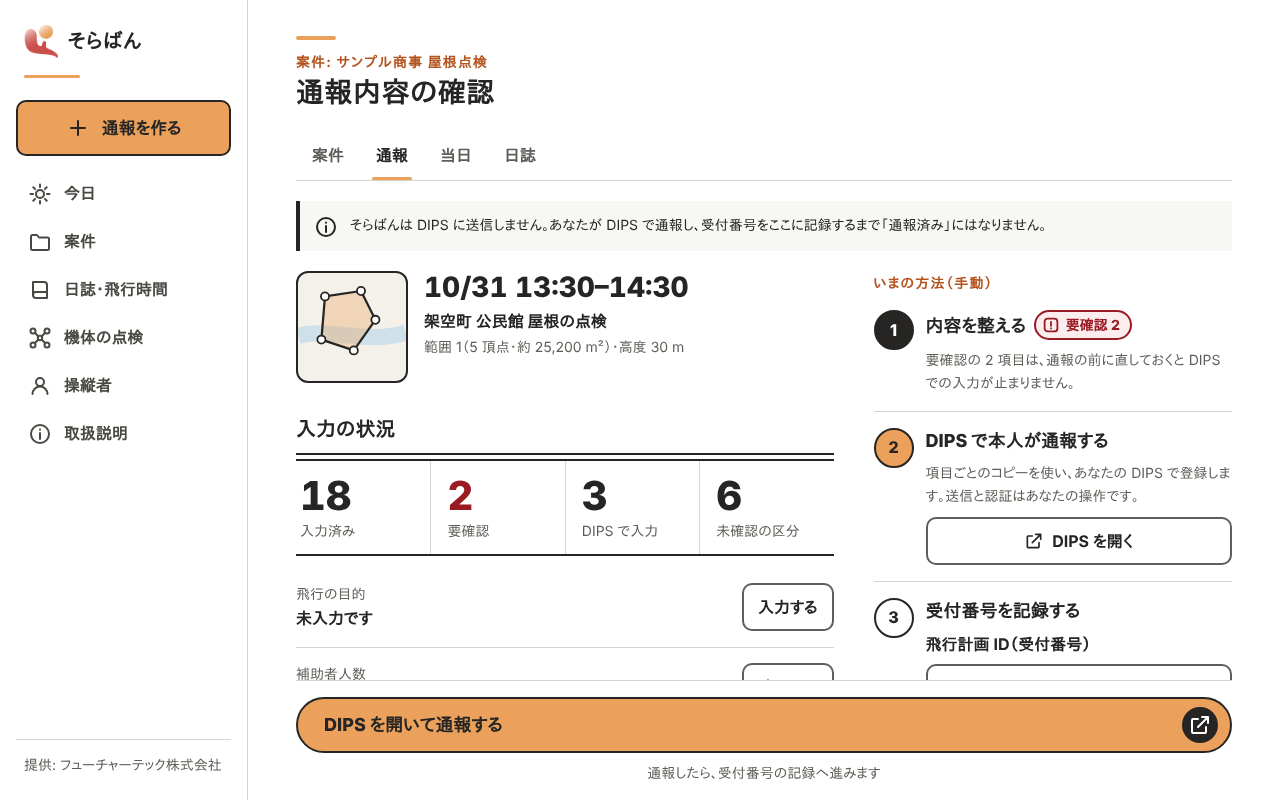 そらばん
通報を作る
今日
案件
日誌・飛行時間
機体の点検
操縦者
取扱説明
提供: フューチャーテック株式会社
案件: サンプル商事 屋根点検
通報内容の確認
案件 通報 当日 日誌
そらばんは DIPS に送信しません。あなたが DIPS で通報し、受付番号をここに記録するまで「通報済み」にはなりません。
10/31 13:30–14:30
架空町 公民館 屋根の点検
範囲 1（5 頂点・約 25,200 m²）・高度 30 m
入力の状況
18 2 3 6
入力済み 要確認 DIPS で入力 未確認の区分
飛行の目的
未入力です
入力する
補助者人数
いまの方法（手動）
1 内容を整える 要確認 2
要確認の 2 項目は、通報の前に直しておくと DIPS
での入力が止まりません。
2 DIPS で本人が通報する
項目ごとのコピーを使い、あなたの DIPS で登録しま
す。送信と認証はあなたの操作です。
DIPS を開く
3 受付番号を記録する
飛行計画 ID（受付番号）
DIPS を開いて通報する
通報したら、受付番号の記録へ進みます